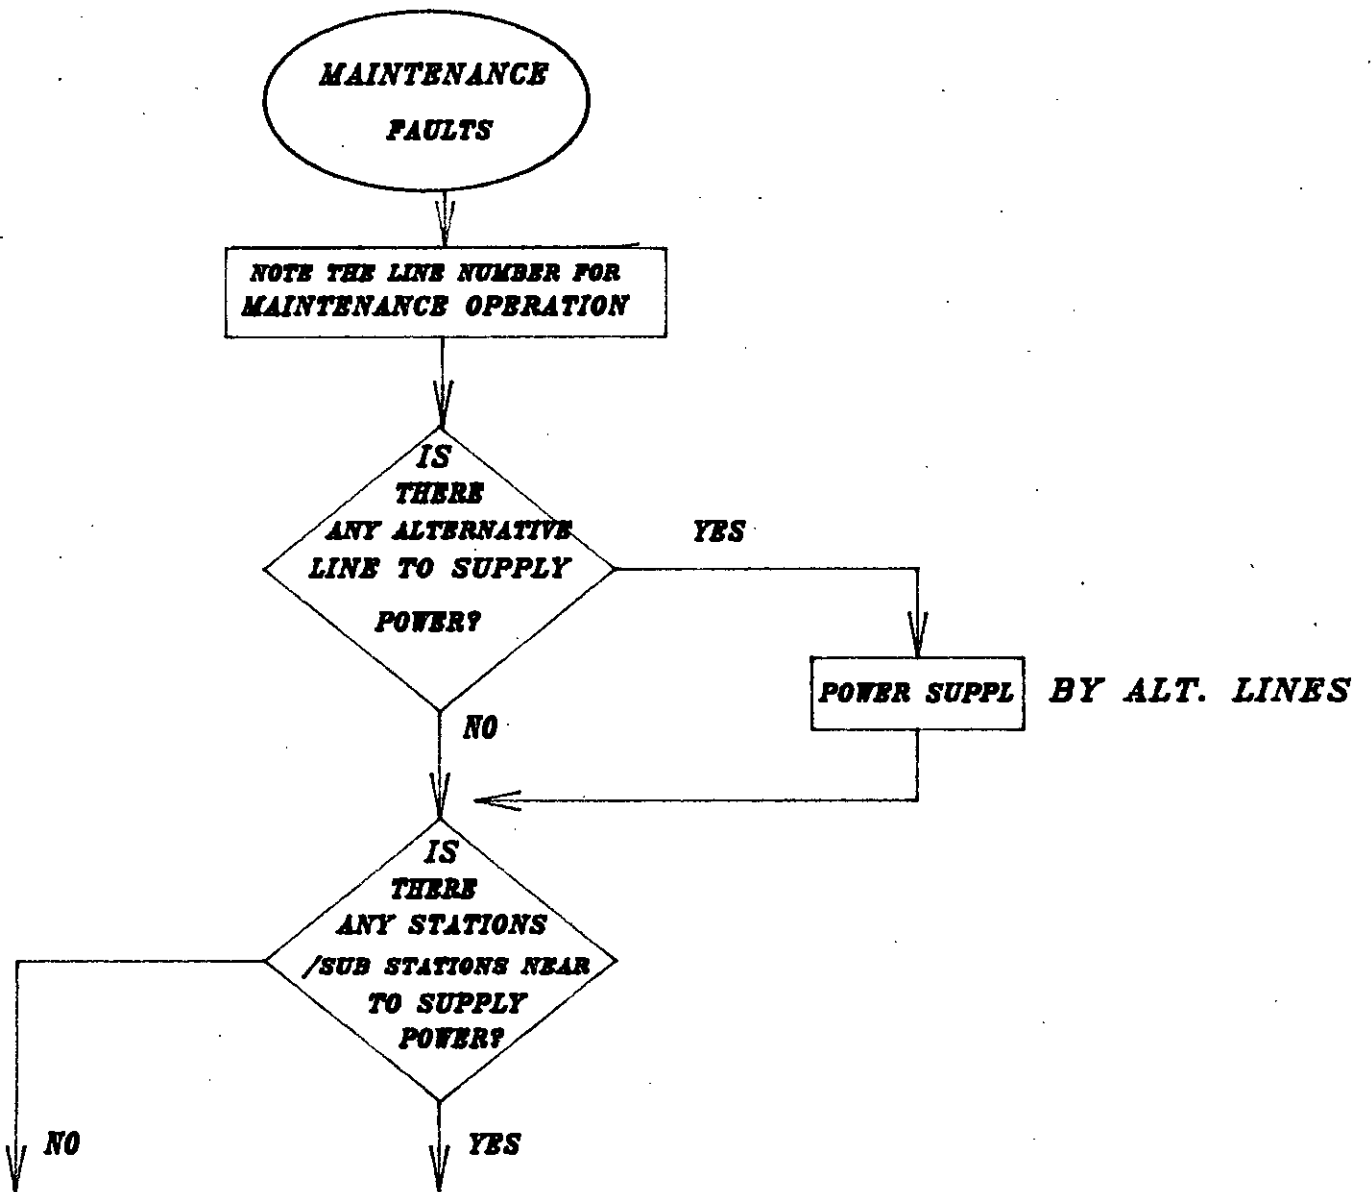 MAINTENANCE
FAULTS
NOTE THE LINE NUMBER FOR
MAINTENANCE OPERATION
IS
THERE
ANY ALTERNATIVE
LINE TO SUPPLY
POWER?
YES
POWER SUPPL BY ALT. LINES
NO
IS
THERE
ANY STATIONS
/SUB STATIONS NEAR
TO SUPPLY
POWER?
NO
YES